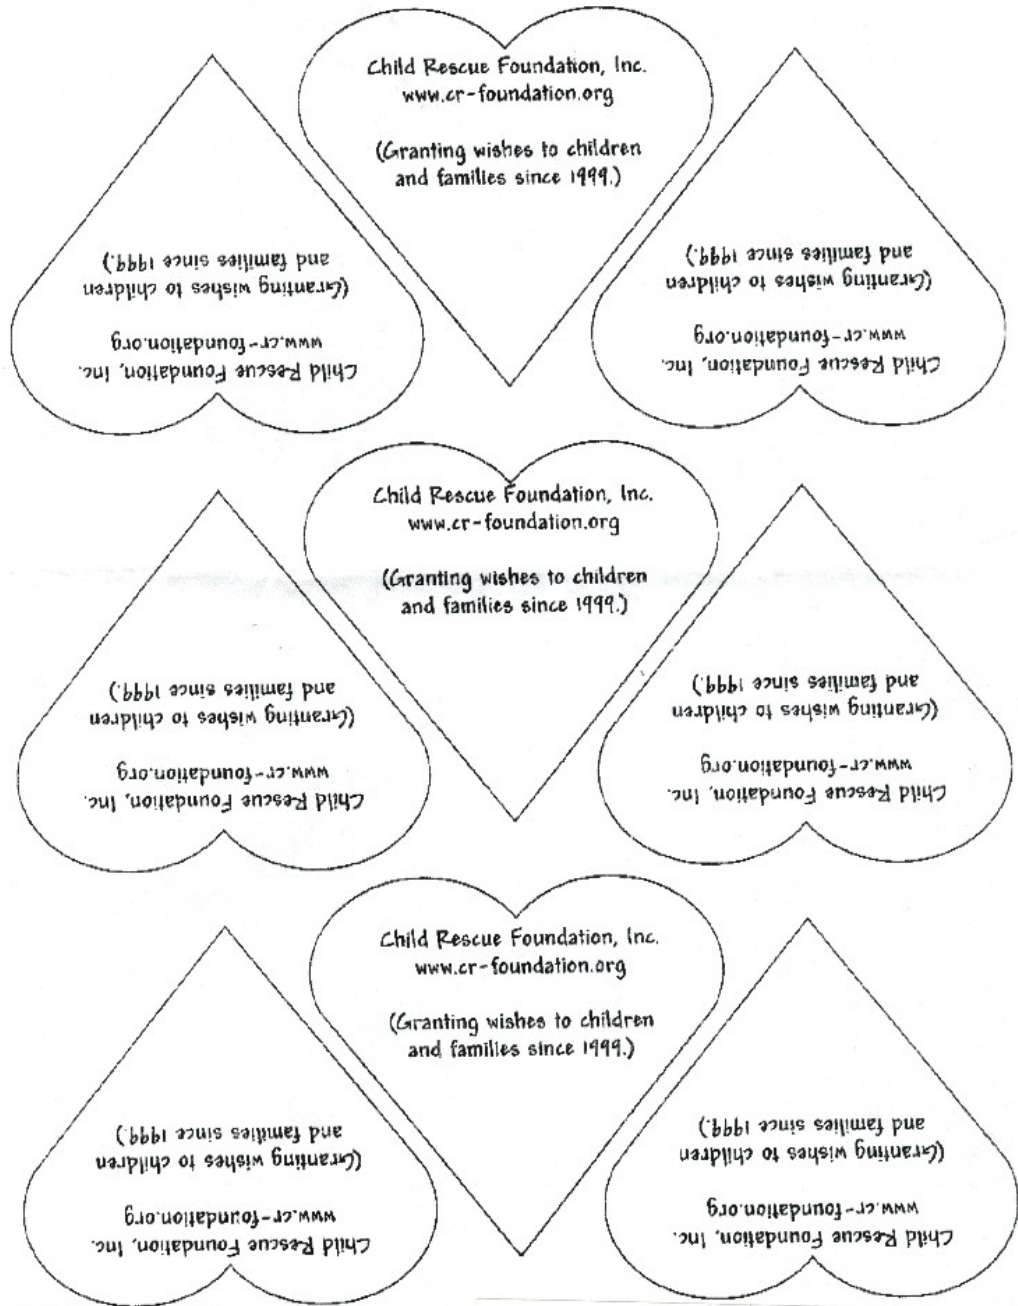 Child Rescue Foundation, Inc.
www.cr-foundation.org
(Granting wishes to children
and families since 1999.)
Child Rescue Foundation, Inc.
www.cr-foundation.org
(Granting wishes to children
and families since 1999.)
Child Rescue Foundation, Inc.
www.cr-foundation.org
(Granting wishes to children
and families since 1999.)
Child Rescue Foundation, Inc.
www.cr-foundation.org
(Granting wishes to children
and families since 1999.)
Child Rescue Foundation, Inc.
www.cr-foundation.org
(Granting wishes to children
and families since 1999.)
Child Rescue Foundation, Inc.
www.cr-foundation.org
(Granting wishes to children
and families since 1999.)
Child Rescue Foundation, Inc.
www.cr-foundation.org
(Granting wishes to children
and families since 1999.)
Child Rescue Foundation, Inc.
www.cr-foundation.org
(Granting wishes to children
and families since 1999.)
Child Rescue Foundation, Inc.
www.cr-foundation.org
(Granting wishes to children
and families since 1999.)